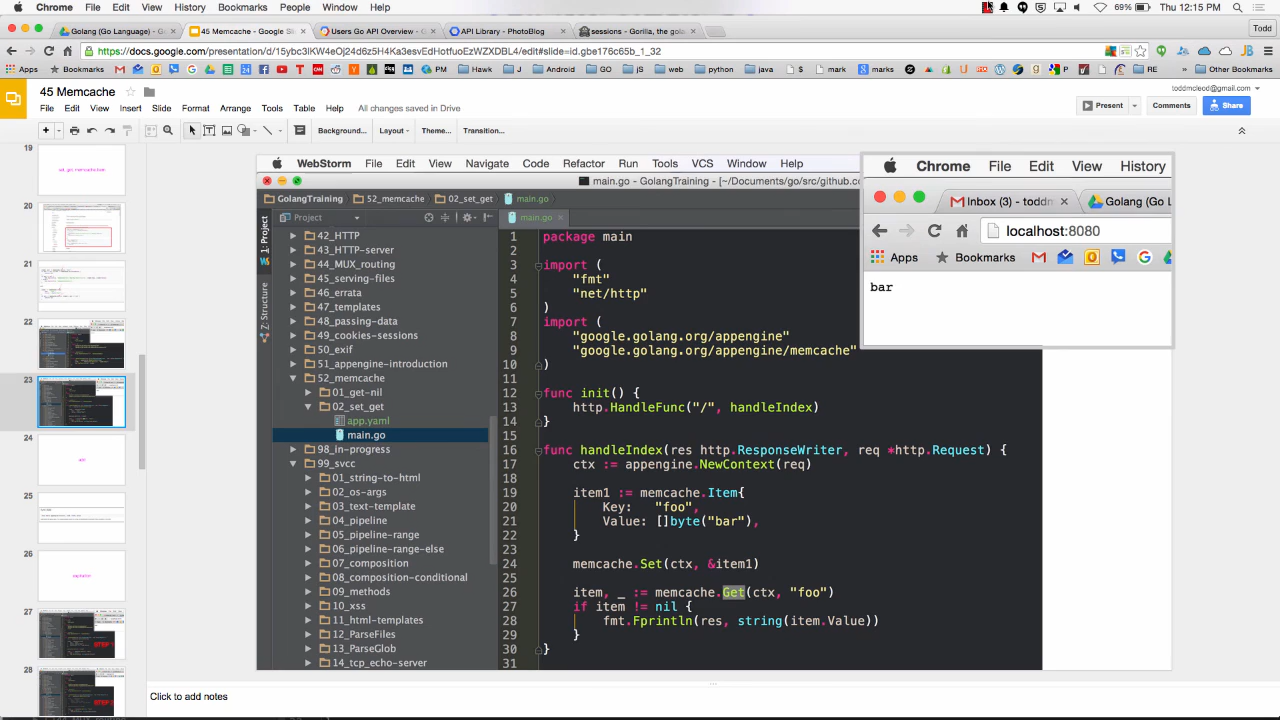 Chrome File Edit View History Bookmarks People Window Help 69% Wed 12:15 PM
Golang (Go Language) - G 45 Memcache - Google Sli Users Go API Overview - G API Library - PhotoBlog sessions - Gorilla, the gola Todd
https://docs.google.com/presentation/d/15ybc3lKW4eOj24d6z5H4Ka3esvEdHotfuoEzWZXDBL4/edit#slide=id.gbe176c65b_1_32
Apps Bookmarks PM Hawk J Android GO jS web python java $ mark RE Other Bookmarks
45 Memcache
toddmcleod@gmail.com
File Edit View Insert Slide Format Arrange Tools Table Help All changes saved in Drive
Present Comments Share
Background... Layout Theme... Transition...
19
20
21
22
23
24
25
26
27
28
WebStorm File Edit View Navigate Code Refactor Run Tools VCS Window Help
main.go - GolangTraining - [~/Documents/go/src/github.co
GolangTraining 52_memcache 02_set_get main.go
1: Project
7: Structure
Project
main.go
42_HTTP
43_HTTP-server
44_MUX_routing
45_serving-files
46_errata
47_templates
48_passing-data
49_cookies-sessions
50_exif
51_appengine-introduction
52_memcache
01_get-nil
02_set_get
app.yaml
main.go
98_in-progress
99_svcc
01_string-to-html
02_os-args
03_text-template
04_pipeline
05_pipeline-range
06_pipeline-range-else
07_composition
08_composition-conditional
09_methods
10_xss
11_html-templates
12_ParseFiles
13_ParseGlob
14_tcp_echo-server
1 package main
2
3 import (
4 "fmt"
5 "net/http"
6 )
7 import (
8 "google.golang.org/appengine"
9 "google.golang.org/appengine/memcache"
10 )
11
12 func init() {
13 http.HandleFunc("/", handleIndex)
14 }
15
16 func handleIndex(res http.ResponseWriter, req *http.Request) {
17 ctx := appengine.NewContext(req)
18
19 item1 := memcache.Item{
20 Key: "foo",
21 Value: []byte("bar"),
22 }
23
24 memcache.Set(ctx, &item1)
25
26 item, _ := memcache.Get(ctx, "foo")
27 if item != nil {
28 fmt.Fprintln(res, string(item.Value))
29
30 }
31
Chrome File Edit View History
Inbox (3) - toddm Golang (Go L
localhost:8080
Apps Bookmarks
bar
Click to add notes